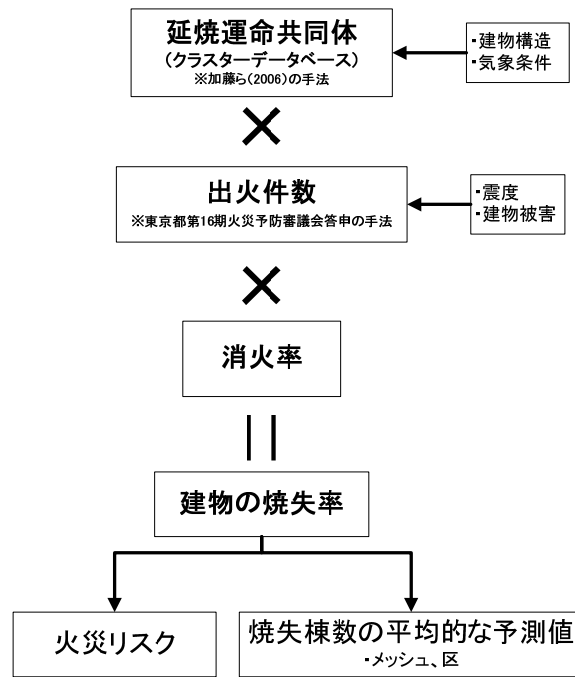 延焼運命共同体
(クラスターデータベース)
※加藤ら(2006)の手法
・建物構造
・気象条件
×
出火件数
※東京都第16期火災予防審議会答申の手法
・震度
・建物被害
×
消火率
||
建物の焼失率
火災リスク
焼失棟数の平均的な予測値
・メッシュ、区